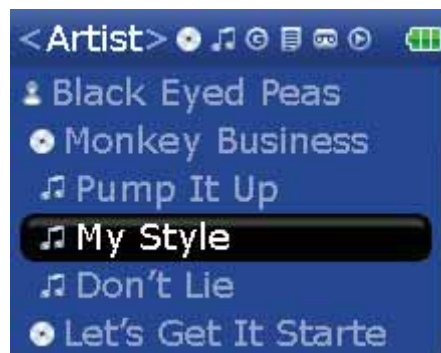 <Artist>
Black Eyed Peas
Monkey Business
Pump It Up
My Style
Don't Lie
Let's Get It Starte